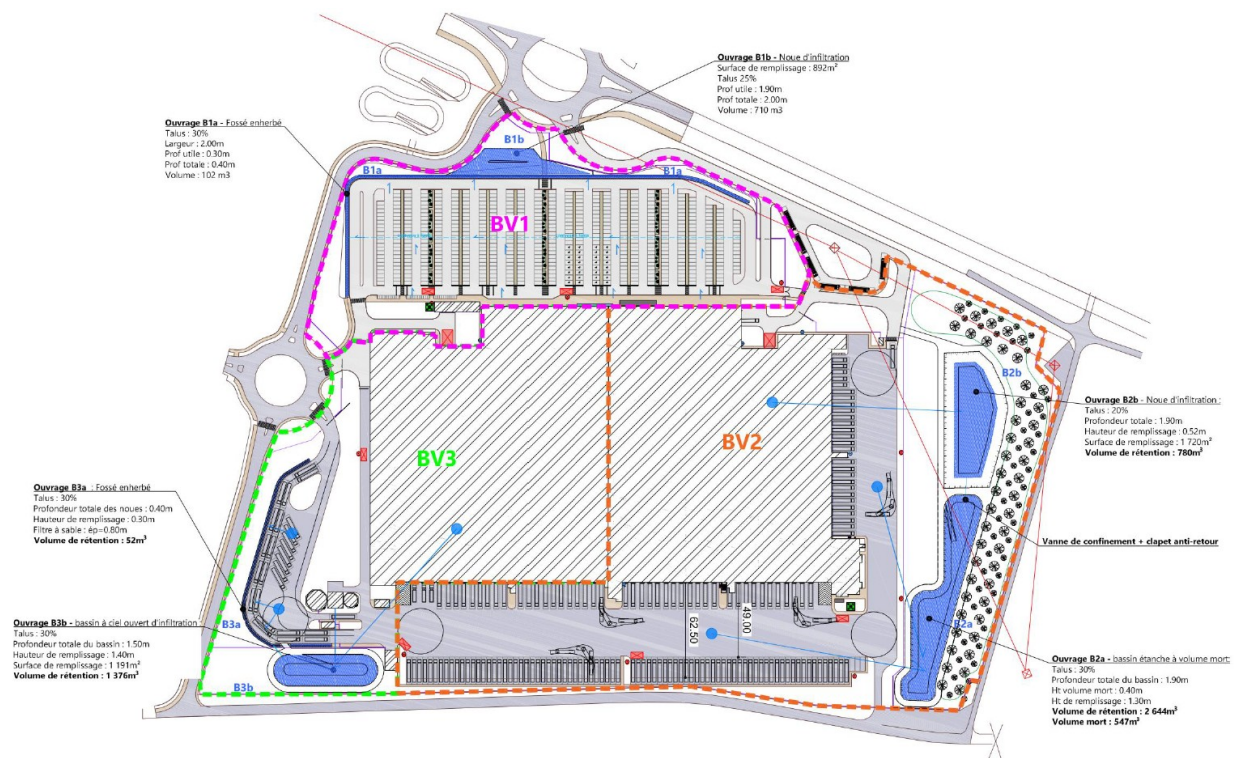 Ouvrage B1b - Noue d'infiltration
Surface de remplissage : 892m²
Talus 25%
Prof utile : 1.90m
Prof totale : 2.00m
Volume : 710 m3
Ouvrage B1a - Fossé enherbé
Talus : 30%
Largeur : 2.00m
Prof utile : 0.30m
Prof totale : 0.40m
Volume : 102 m3
B1b
B1a
B1a
BV1
B2b
Ouvrage B2b - Noue d'infiltration :
Talus : 20%
Profondeur totale : 1.90m
Hauteur de remplissage : 0.52m
Surface de remplissage : 1 720m²
Volume de rétention : 780m³
BV2
BV3
Ouvrage B3a : Fossé enherbé
Talus : 30%
Profondeur totale des noues : 0.40m
Hauteur de remplissage : 0.30m
Filtre à sable : ép=0.80m
Volume de rétention : 52m³
Vanne de confinement + clapet anti-retour
49.00
62.50
B3a
B2a
Ouvrage B3b - bassin à ciel ouvert d'infiltration
Talus : 30%
Profondeur totale du bassin : 1.50m
Hauteur de remplissage : 1.40m
Surface de remplissage : 1 191m²
Volume de rétention : 1 376m³
B3b
Ouvrage B2a - bassin étanche à volume mort:
Talus : 30%
Profondeur totale du bassin : 1.90m
Ht volume mort : 0.40m
Ht de remplissage : 1.30m
Volume de rétention : 2 644m³
Volume mort : 547m³